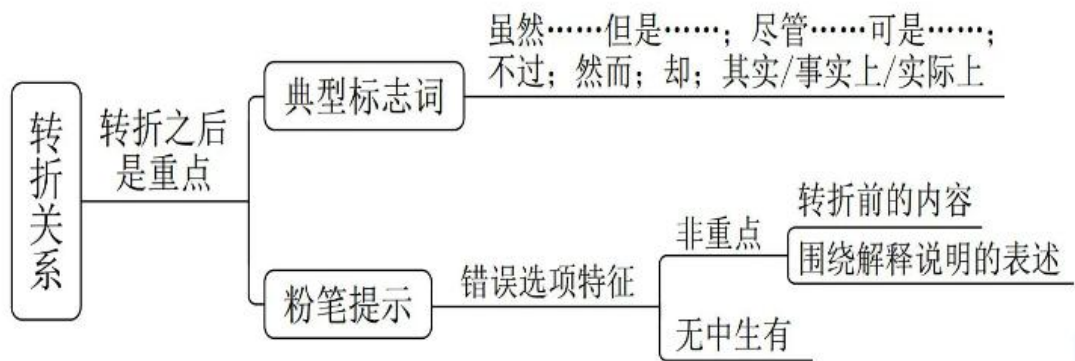 转折关系
转折之后
是重点
典型标志词
虽然……但是……；尽管……可是……；
不过；然而；却；其实/事实上/实际上
粉笔提示
错误选项特征
非重点
转折前的内容
围绕解释说明的表述
无中生有